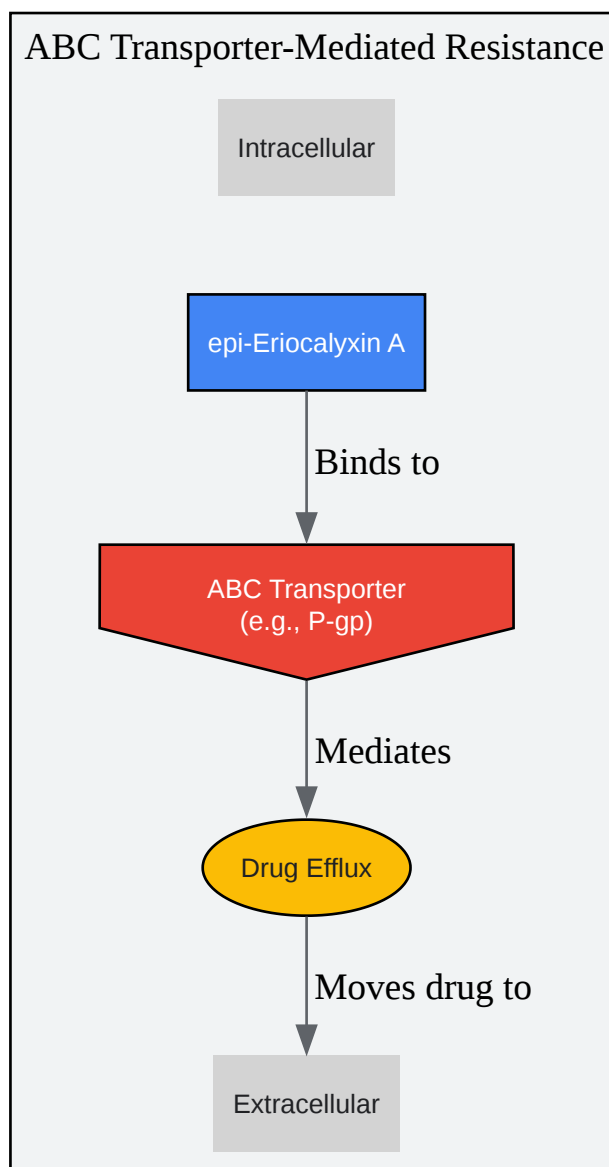 ABC Transporter-Mediated Resistance
Intracellular
epi-Eriocalyxin A
Binds to
ABC Transporter
(e.g., P-gp)
Mediates
Drug Efflux
Moves drug to
Extracellular